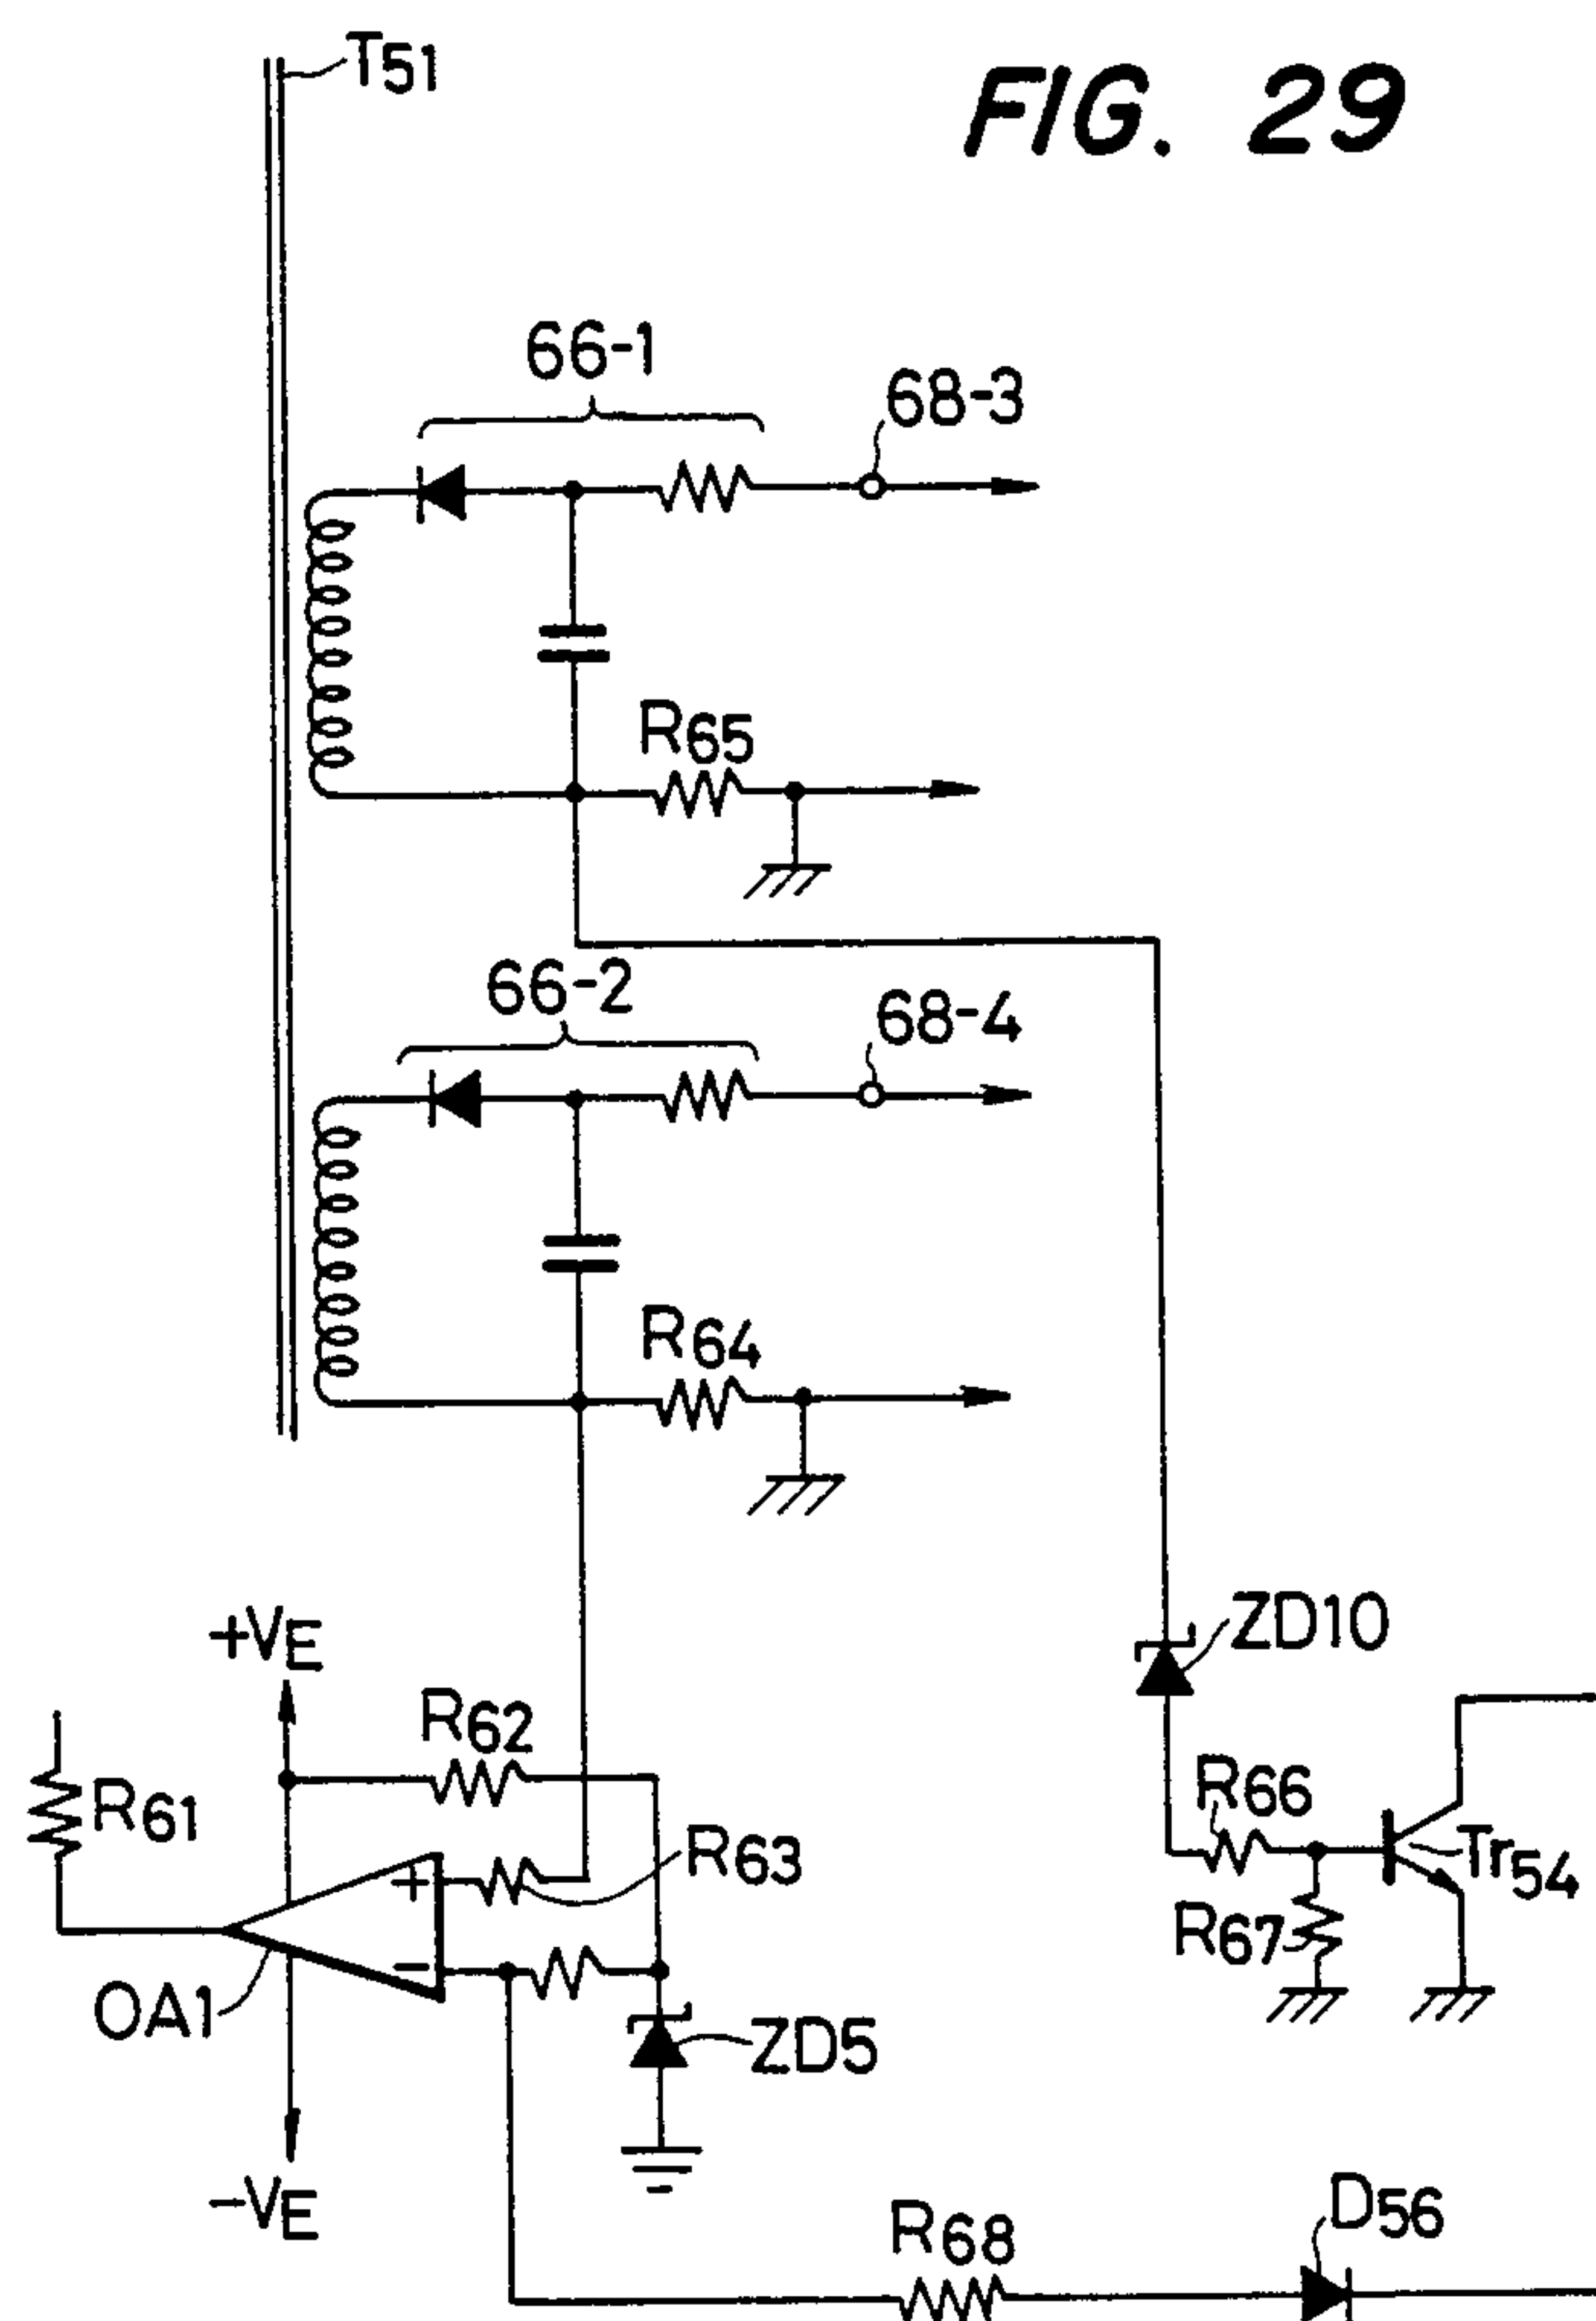 T51
FIG. 29
66-1
68-3
R65
66-2
68-4
R64
+VE
ZD10
R62
R61
R66
R63
Tr54
+
R67
−
OA1
ZD5
−VE
D56
R68